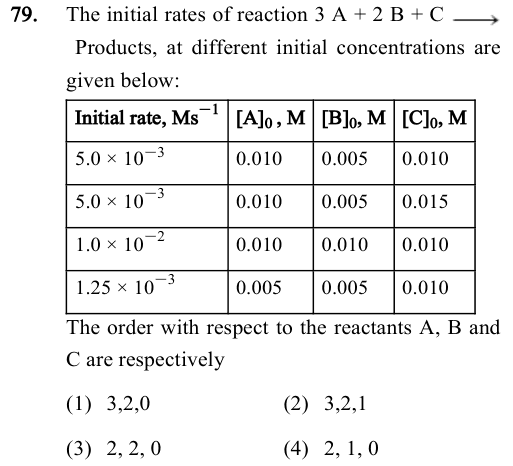 79. The initial rates of reaction 3 A + 2 B + C ⟶
Products, at different initial concentrations are
given below:
Initial rate, Ms⁻¹ [A]₀ , M [B]₀, M [C]₀, M
5.0 × 10⁻³ 0.010 0.005 0.010
5.0 × 10⁻³ 0.010 0.005 0.015
1.0 × 10⁻² 0.010 0.010 0.010
1.25 × 10⁻³ 0.005 0.005 0.010
The order with respect to the reactants A, B and
C are respectively
(1) 3,2,0 (2) 3,2,1
(3) 2, 2, 0 (4) 2, 1, 0